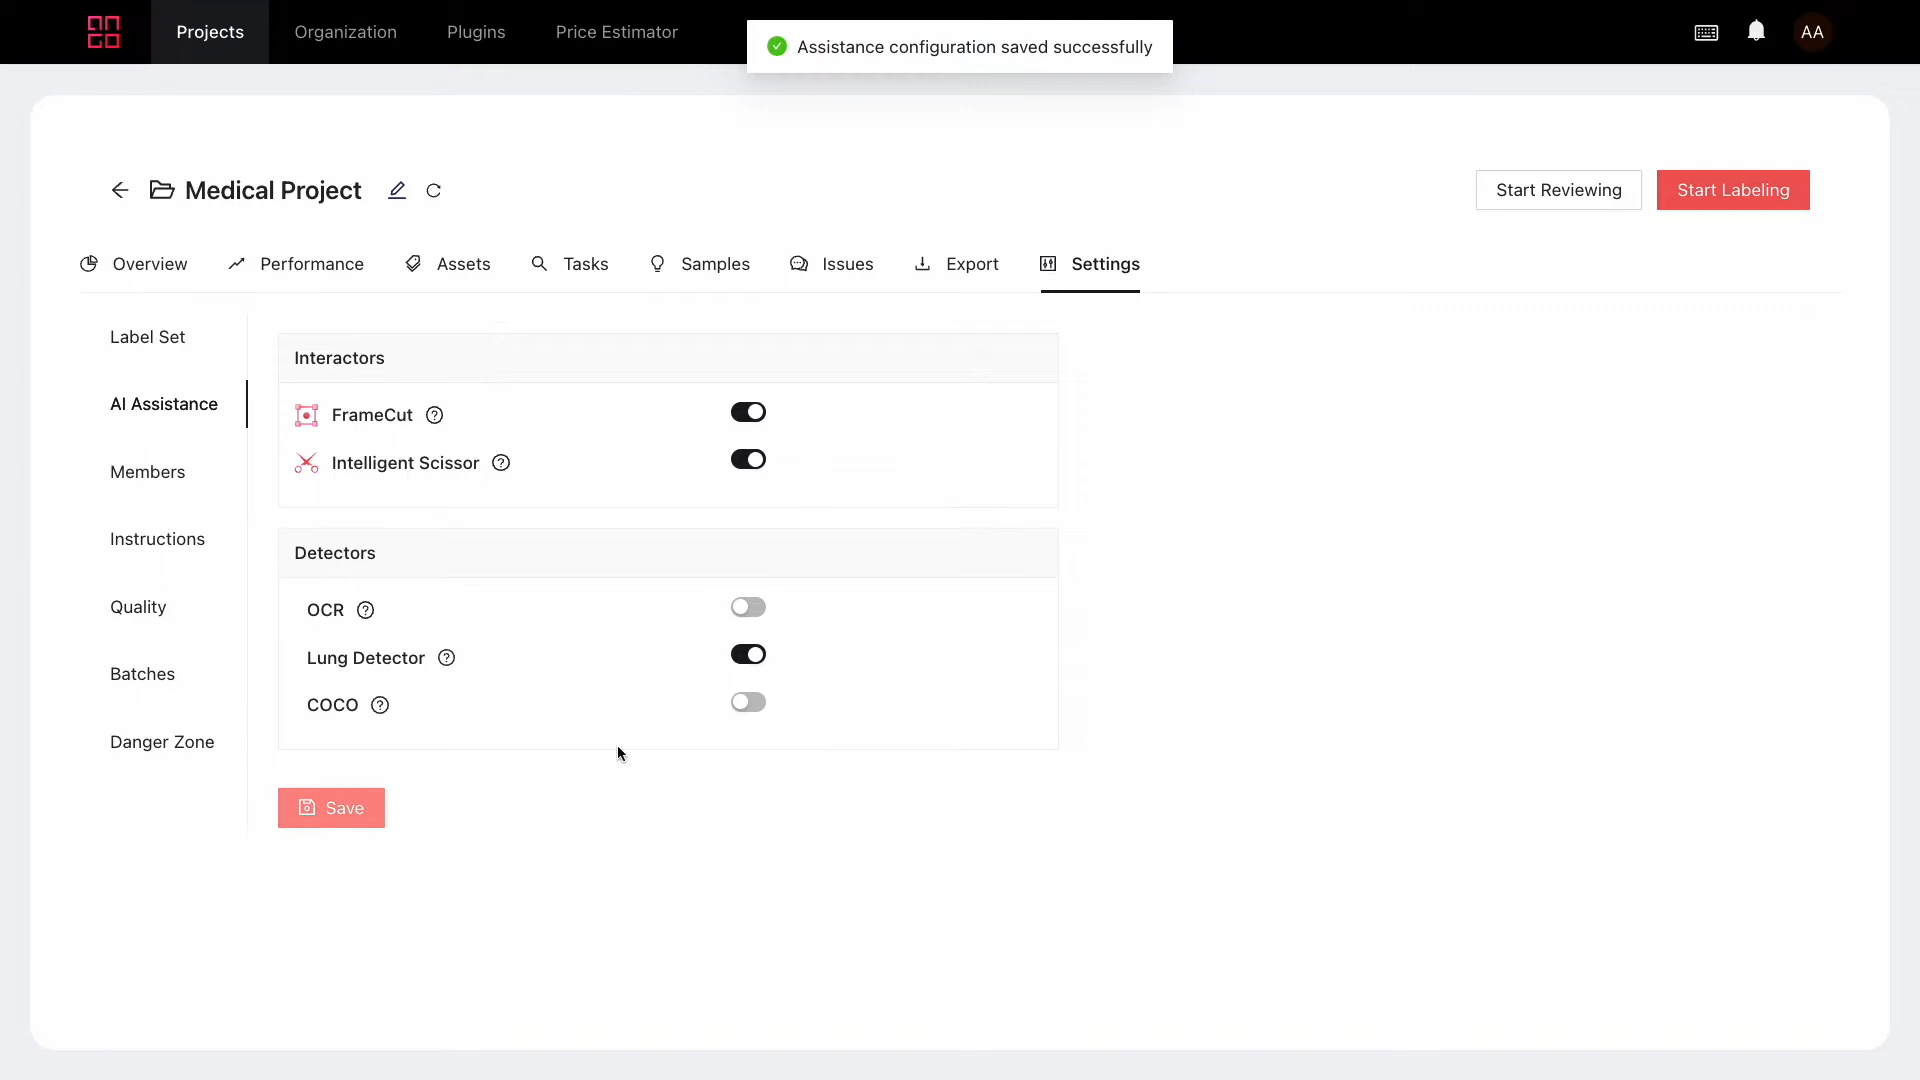 Projects
Organization
Plugins
Price Estimator
Assistance configuration saved successfully
AA
Medical Project
Start Reviewing
Start Labeling
Overview
Performance
Assets
Tasks
Samples
Issues
Export
Settings
Label Set
AI Assistance
Members
Instructions
Quality
Batches
Danger Zone
Interactors
FrameCut
Intelligent Scissor
Detectors
OCR
Lung Detector
COCO
Save